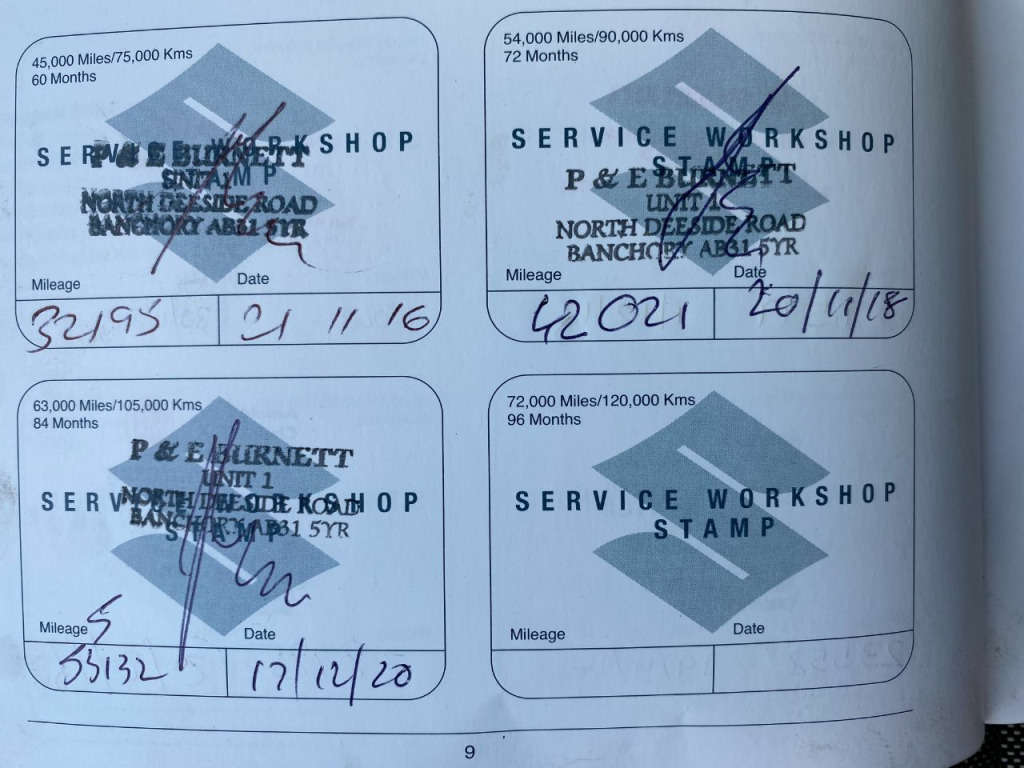 45,000 Miles/75,000 Kms
60 Months
SERVICE WORKSHOP
STAMP
P & E BURNETT
NORTH DEESIDE ROAD
BANCHORY AB31 5YR
Mileage
Date
32195
21 11 16
54,000 Miles/90,000 Kms
72 Months
SERVICE WORKSHOP
STAMP
P & E BURNETT
UNIT 1
NORTH DEESIDE ROAD
BANCHORY AB31 5YR
Mileage
Date
42021
20/11/18
63,000 Miles/105,000 Kms
84 Months
P & E BURNETT
UNIT 1
SERVICE WORKSHOP
NORTH DEESIDE ROAD
BANCHORY AB31 5YR
STAMP
Mileage
Date
5
53132
17/12/20
72,000 Miles/120,000 Kms
96 Months
SERVICE WORKSHOP
STAMP
Mileage
Date
9